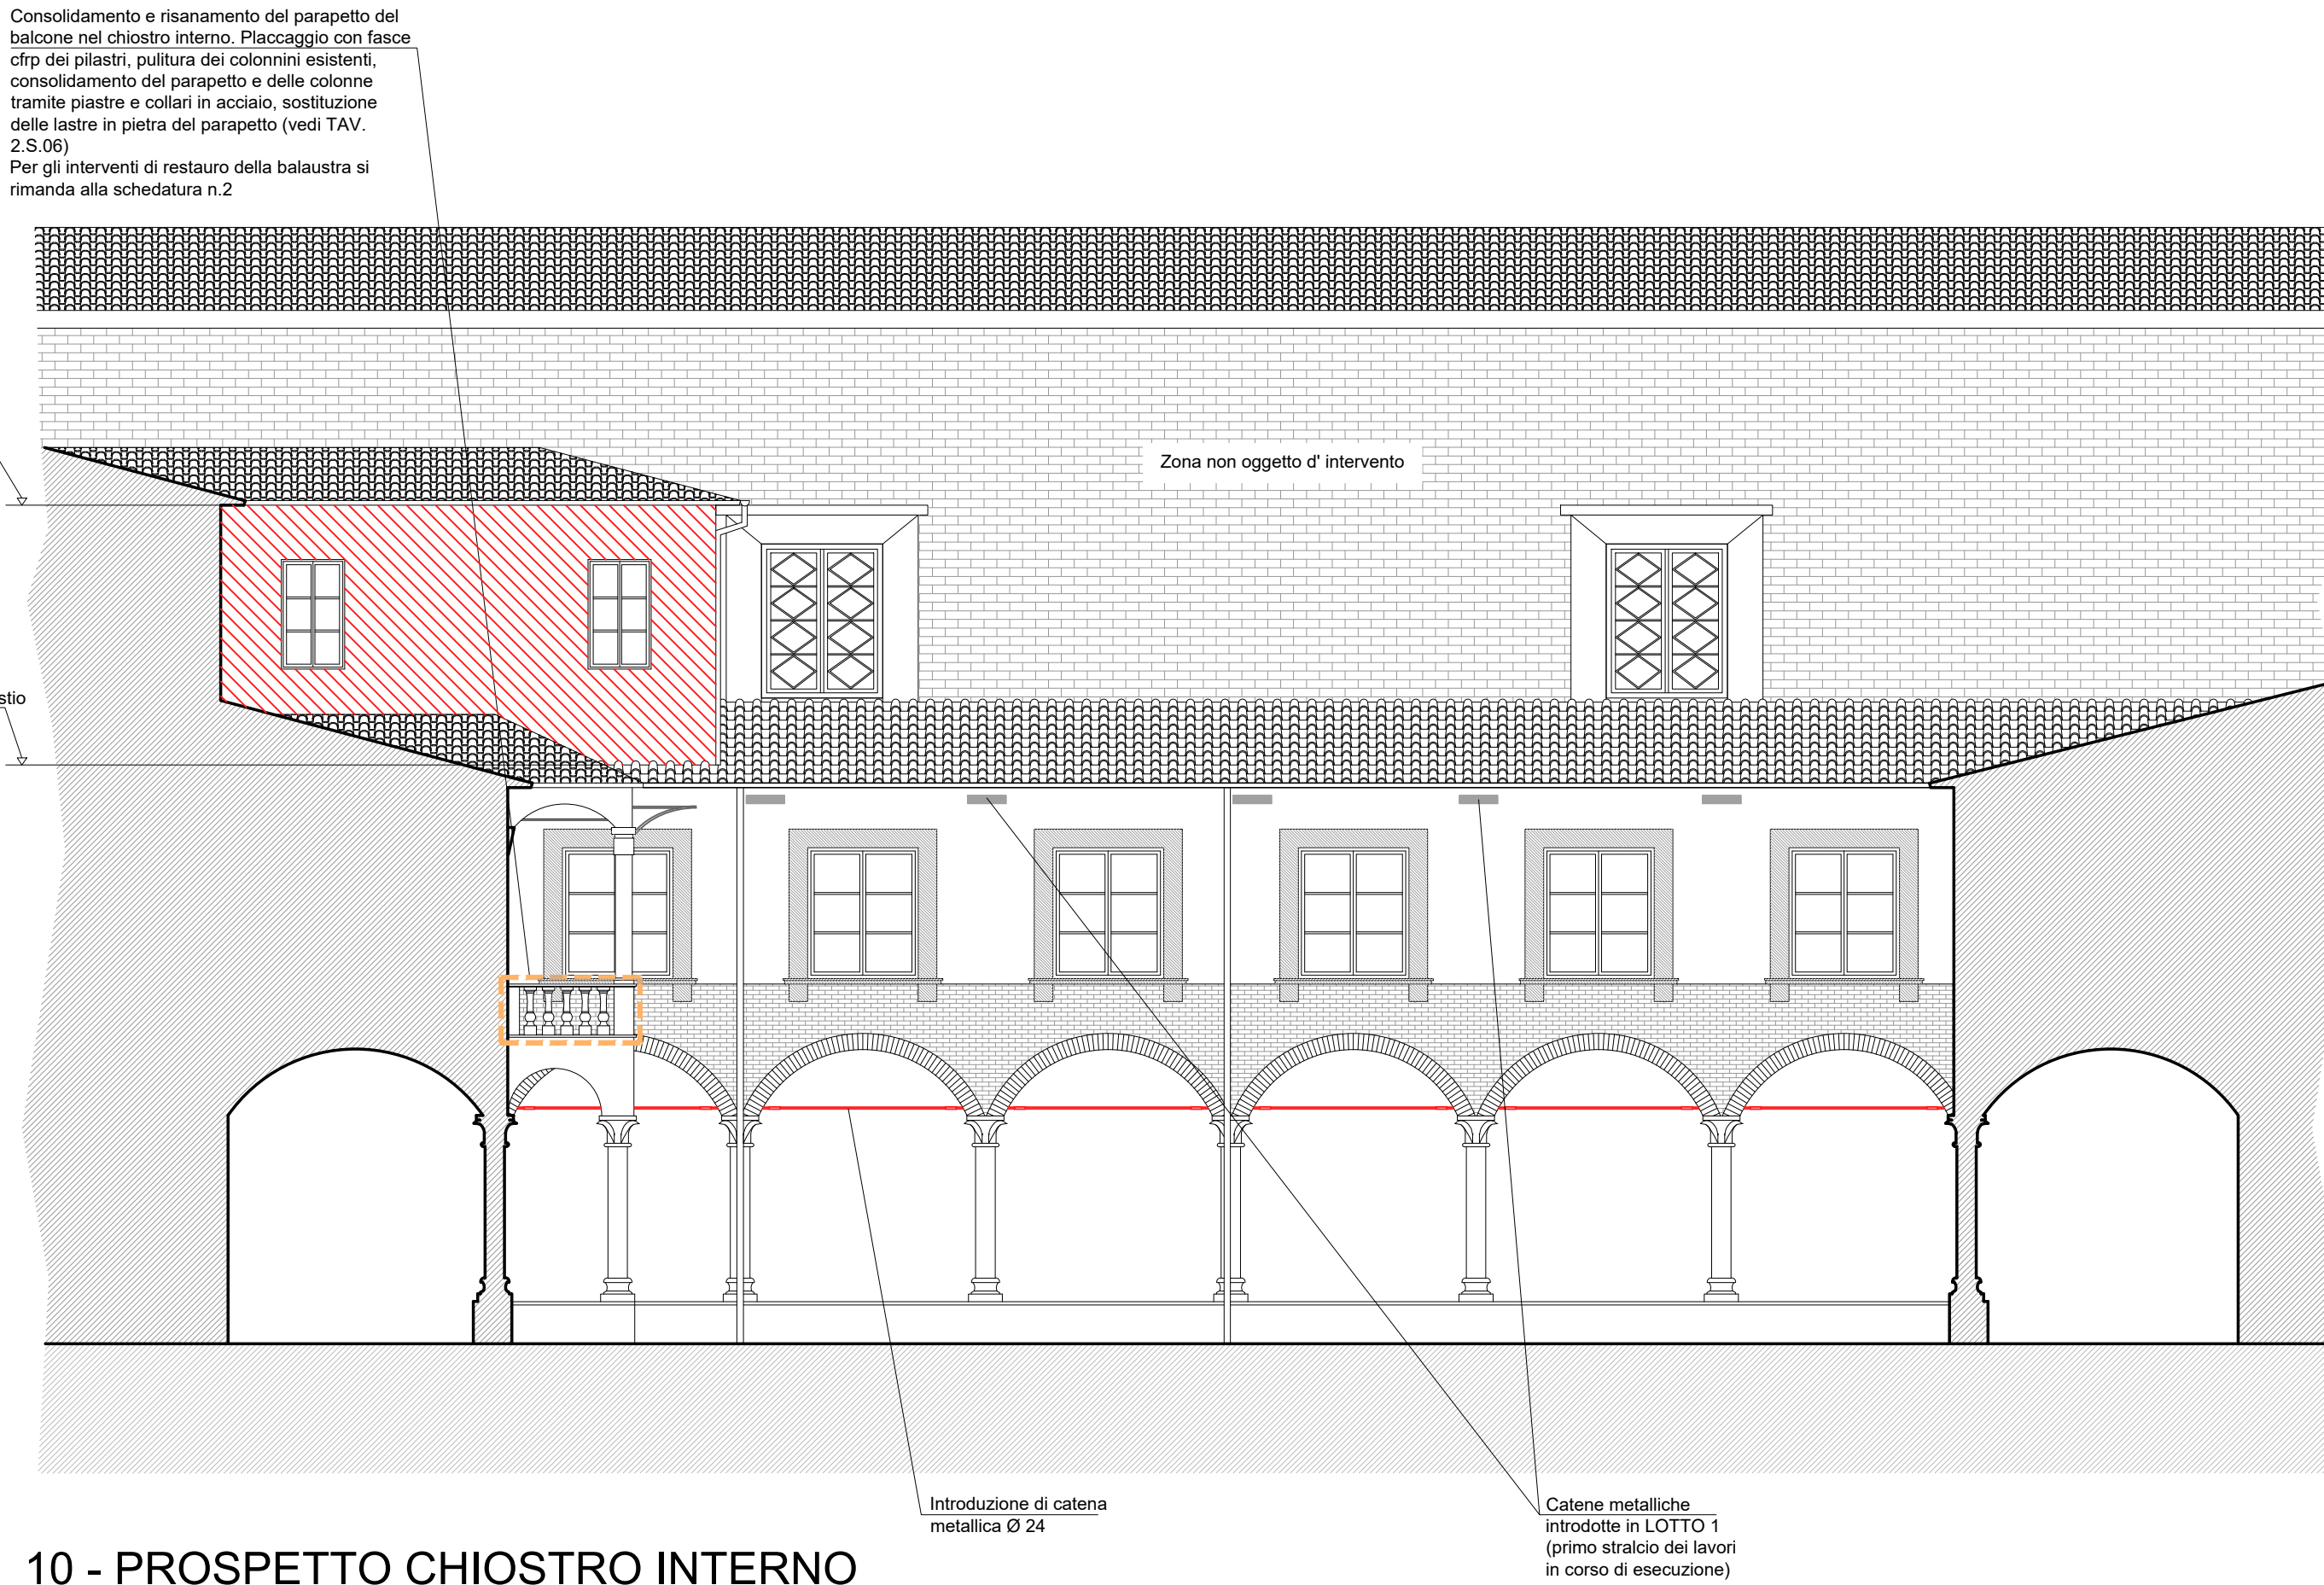 Consolidamento e risanamento del parapetto del
balcone nel chiostro interno. Placcaggio con fasce
cfrp dei pilastri, pulitura dei colonnini esistenti,
consolidamento del parapetto e delle colonne
tramite piastre e collari in acciaio, sostituzione
delle lastre in pietra del parapetto (vedi TAV.
2.S.06)
Per gli interventi di restauro della balaustra si
rimanda alla schedatura n.2
Zona non oggetto d' intervento
stio
Introduzione di catena
metallica Ø 24
Catene metalliche
introdotte in LOTTO 1
(primo stralcio dei lavori
in corso di esecuzione)
10 - PROSPETTO CHIOSTRO INTERNO